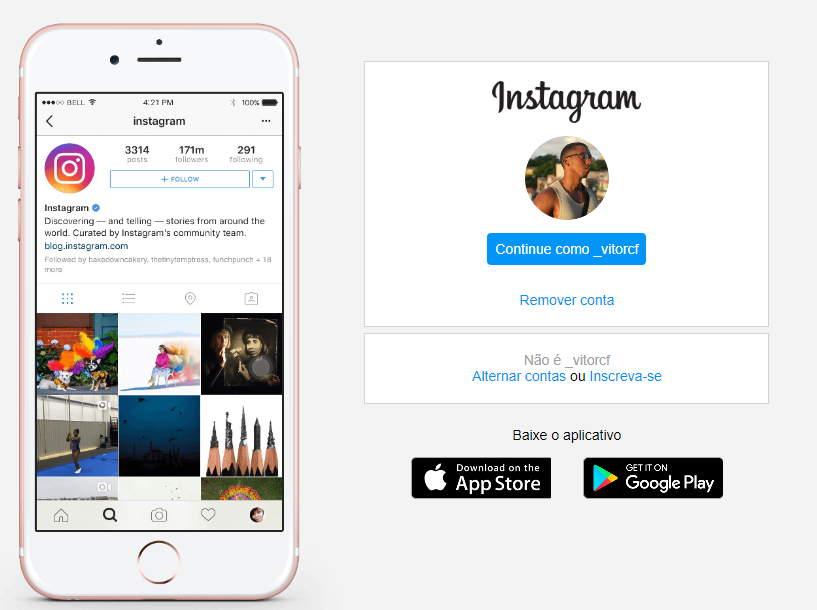 BELL 4:21 PM 100%
instagram
3314 171m 291
posts followers following
+ FOLLOW
Instagram
Discovering — and telling — stories from around the
world. Curated by Instagram's community team.
blog.instagram.com
Followed by bakedowncakery, thetinytemptress, funchpunch + 18
more
Instagram
Continue como _vitorcf
Remover conta
Não é _vitorcf
Alternar contas ou Inscreva-se
Baixe o aplicativo
Download on the
App Store
GET IT ON
Google Play